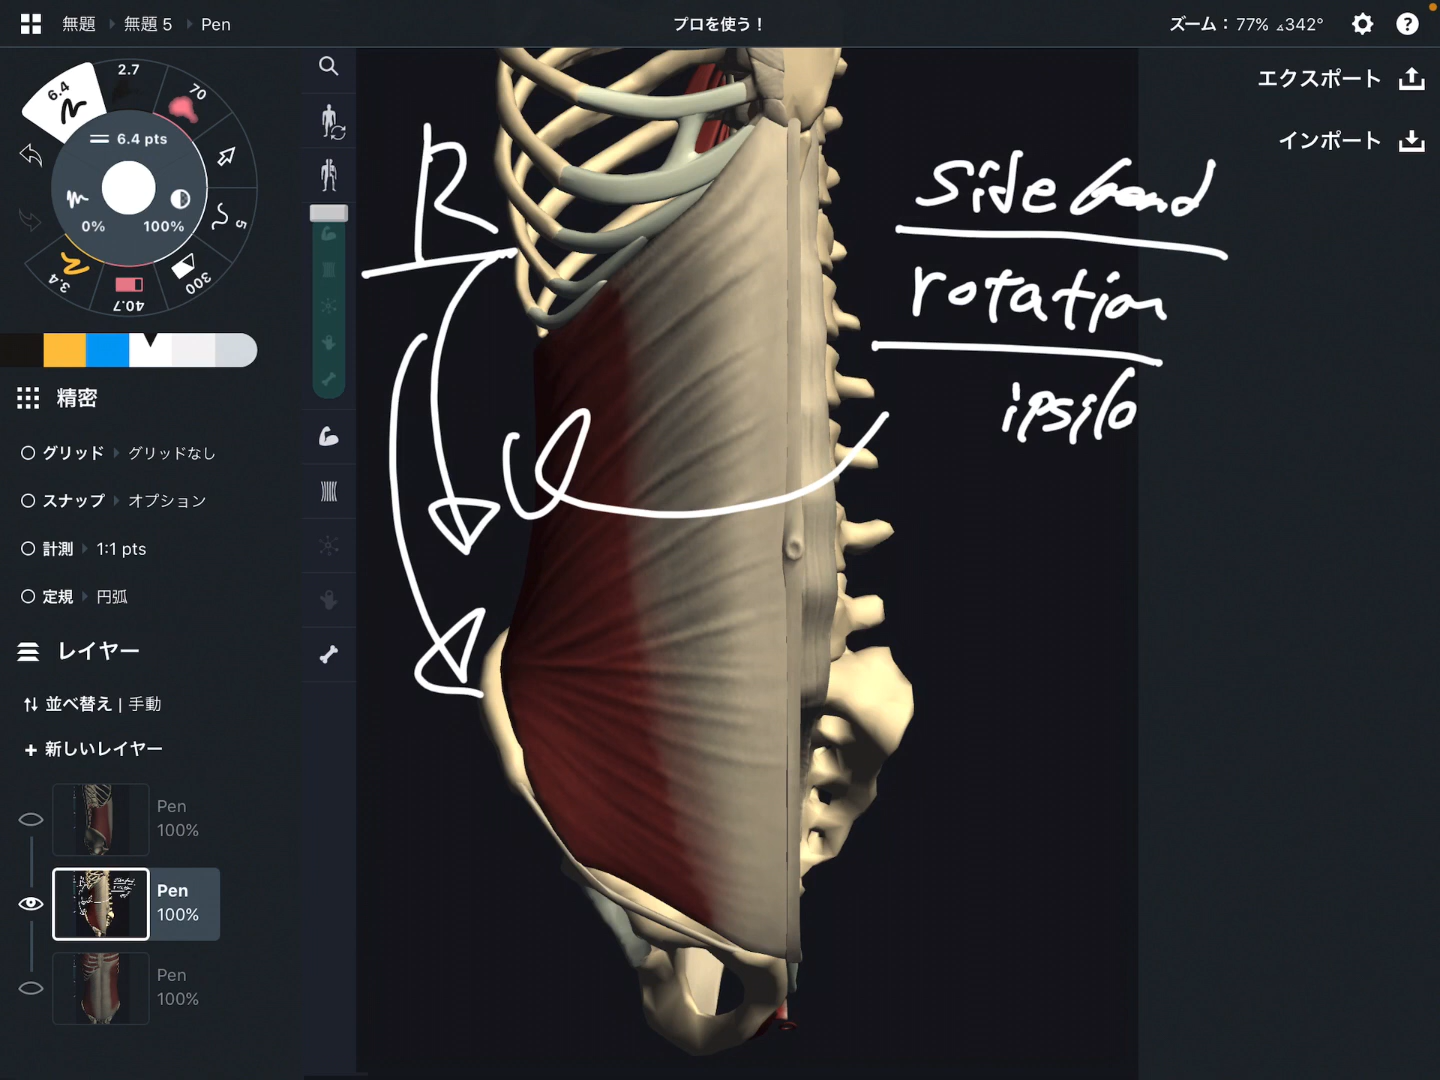 無題 無題 5 Pen
プロを使う！
ズーム： 77% ⦨342°
エクスポート
インポート
6.4
2.7
70
5
300
40.7
3.4
6.4 pts
0%
100%
精密
グリッド グリッドなし
スナップ オプション
計測 1:1 pts
定規 円弧
レイヤー
並べ替え | 手動
+ 新しいレイヤー
Pen
100%
Pen
100%
Pen
100%
R
side bend
rotation
ipsilo